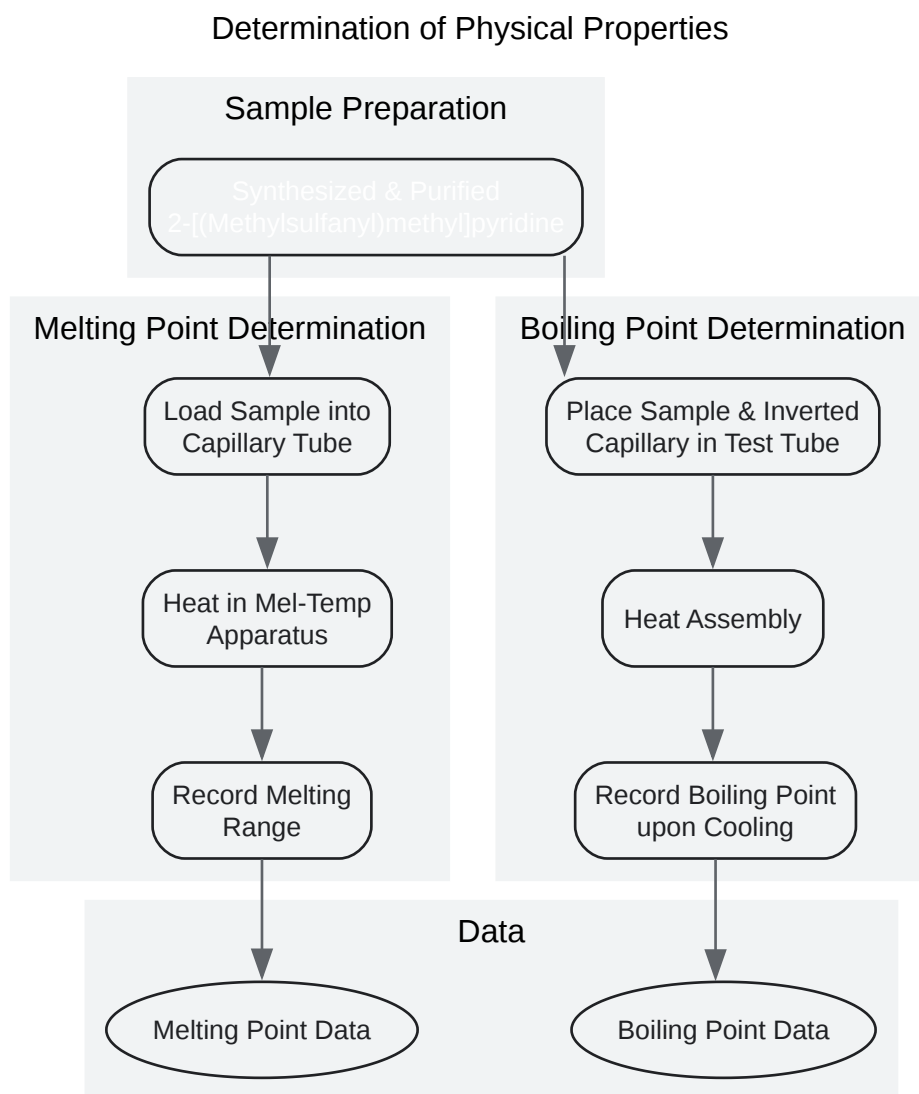 Determination of Physical Properties
Sample Preparation
Synthesized & Purified
2-[(Methylsulfanyl)methyl]pyridine
Melting Point Determination
Load Sample into
Capillary Tube
Heat in Mel-Temp
Apparatus
Record Melting
Range
Boiling Point Determination
Place Sample & Inverted
Capillary in Test Tube
Heat Assembly
Record Boiling Point
upon Cooling
Data
Melting Point Data
Boiling Point Data